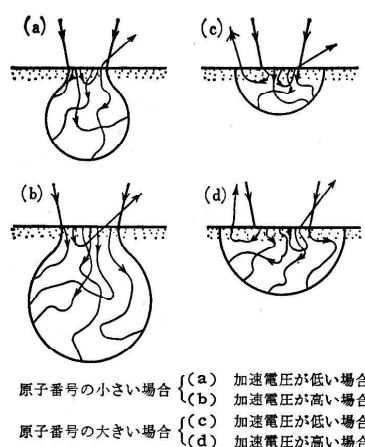 (a)
(c)
(b)
(d)
原子番号の小さい場合 { (a) 加速電圧が低い場合
(b) 加速電圧が高い場合
原子番号の大きい場合 { (c) 加速電圧が低い場合
(d) 加速電圧が高い場合